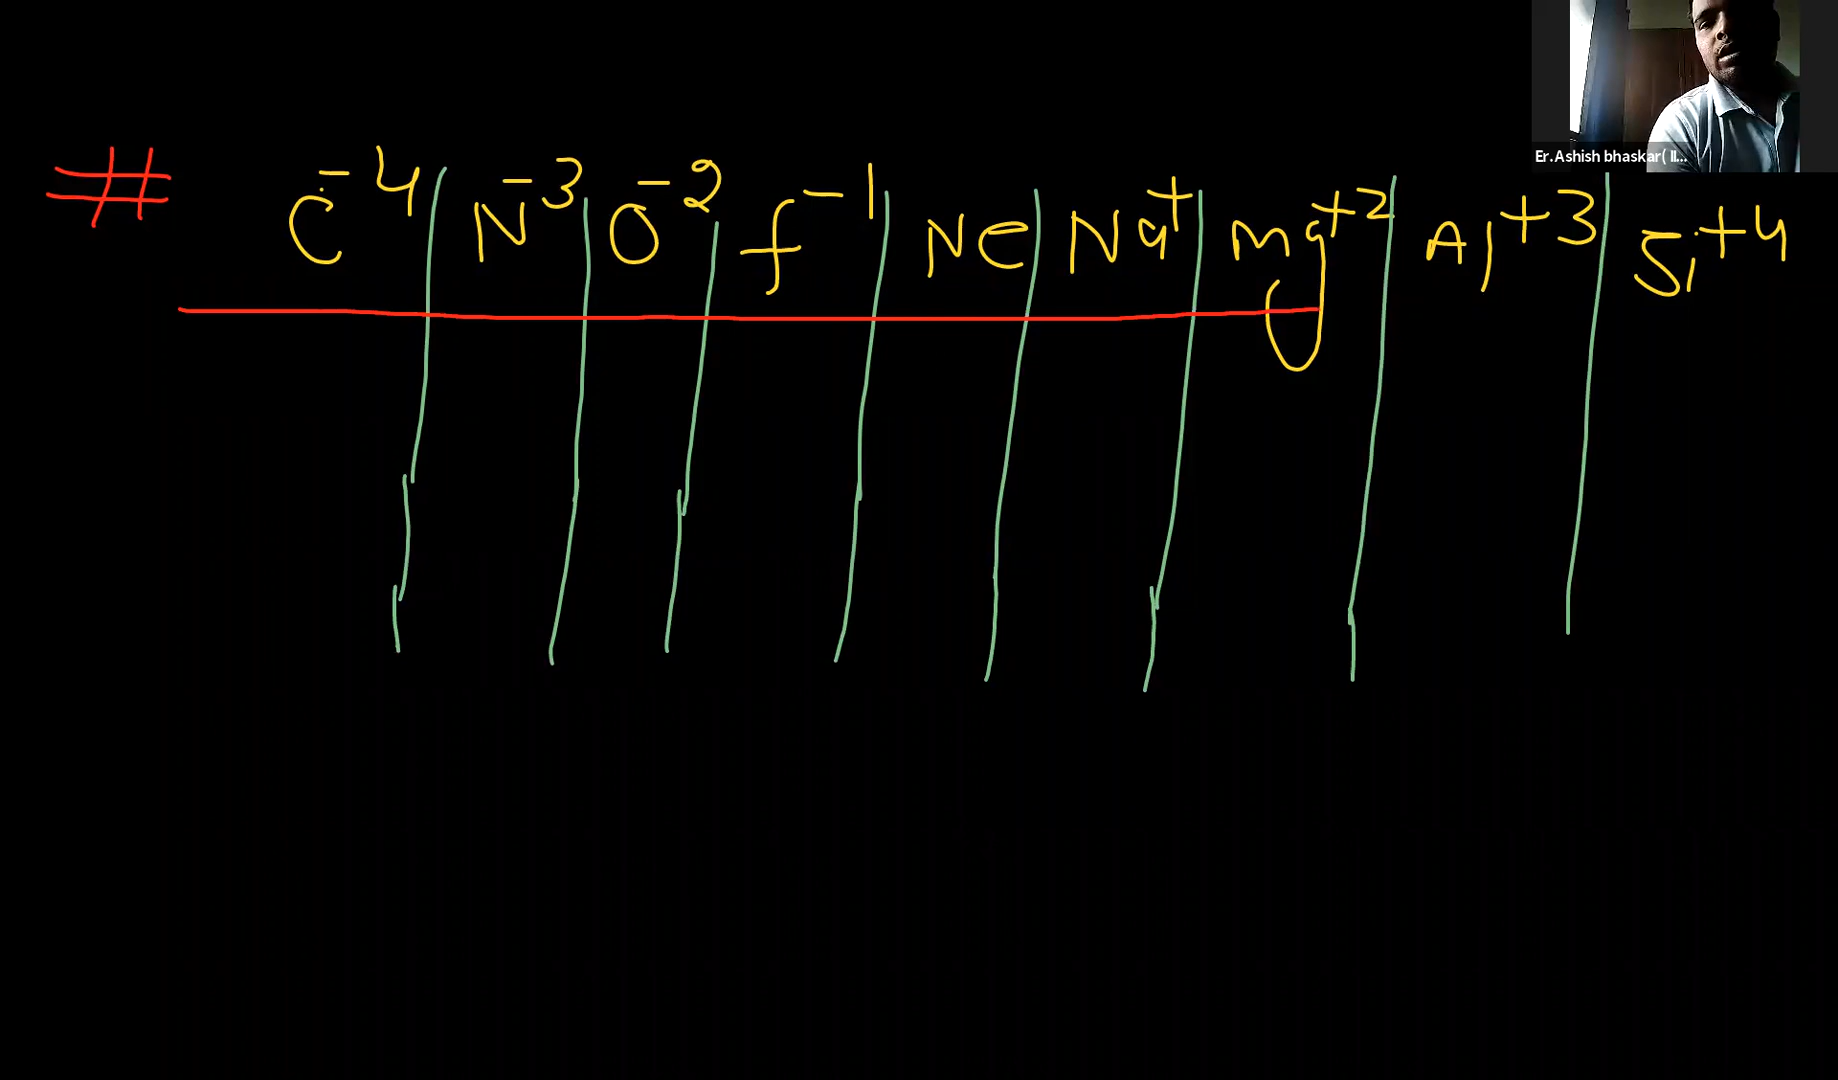 Er.Ashish bhaskar( II...
# C⁻⁴ N⁻³ O⁻² f⁻¹ Ne Na⁺ Mg⁺² Al⁺³ Si⁺⁴